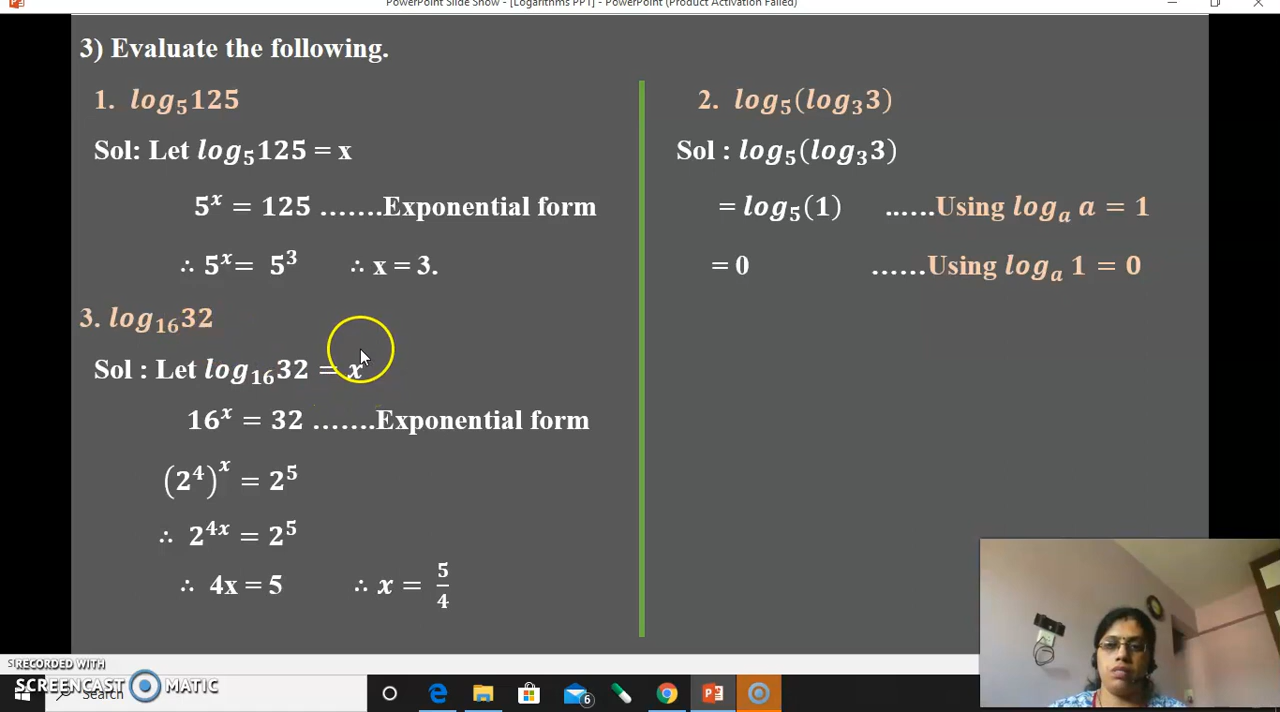 PowerPoint Slide Show - [Logarithms PPT] - PowerPoint (Product Activation Failed)
3) Evaluate the following.
1. log₅125
Sol: Let log₅125 = x
5ˣ = 125 …….Exponential form
∴ 5ˣ= 5³ ∴ x = 3.
3. log₁₆32
Sol : Let log₁₆32 = x
16ˣ = 32 …….Exponential form
(2⁴)ˣ = 2⁵
∴ 2⁴ˣ = 2⁵
∴ 4x = 5 ∴ x = 5/4
2. log₅(log₃3)
Sol : log₅(log₃3)
= log₅(1) ……Using logₐ a = 1
= 0 ……Using logₐ 1 = 0
RECORDED WITH
SCREENCAST MATIC
Search
6